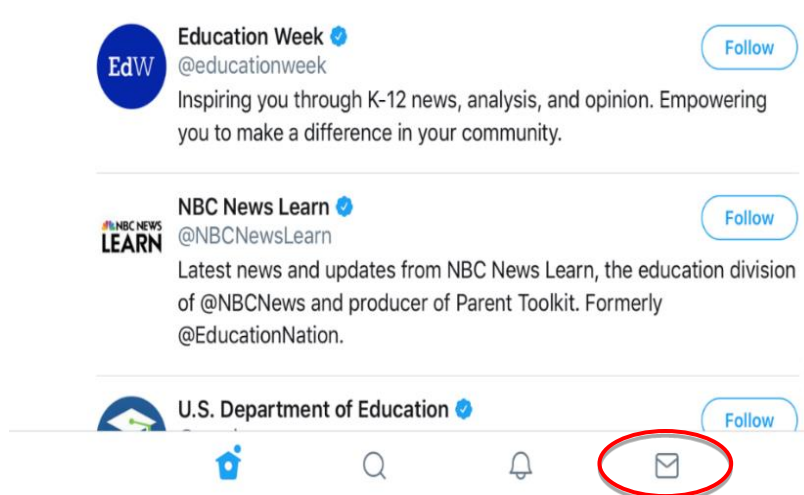 Education Week
EdW
@educationweek
Follow
Inspiring you through K-12 news, analysis, and opinion. Empowering
you to make a difference in your community.
NBC News Learn
NBC NEWS
LEARN
@NBCNewsLearn
Follow
Latest news and updates from NBC News Learn, the education division
of @NBCNews and producer of Parent Toolkit. Formerly
@EducationNation.
U.S. Department of Education
Follow